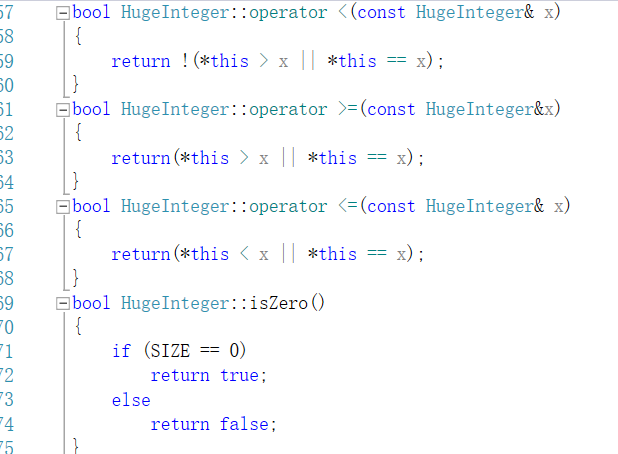 57 bool HugeInteger::operator <(const HugeInteger& x)
58 {
59 return !(*this > x || *this == x);
60 }
61 bool HugeInteger::operator >=(const HugeInteger&x)
62 {
63 return(*this > x || *this == x);
64 }
65 bool HugeInteger::operator <=(const HugeInteger& x)
66 {
67 return(*this < x || *this == x);
68 }
69 bool HugeInteger::isZero()
70 {
71 if (SIZE == 0)
72 return true;
73 else
74 return false;
75 }